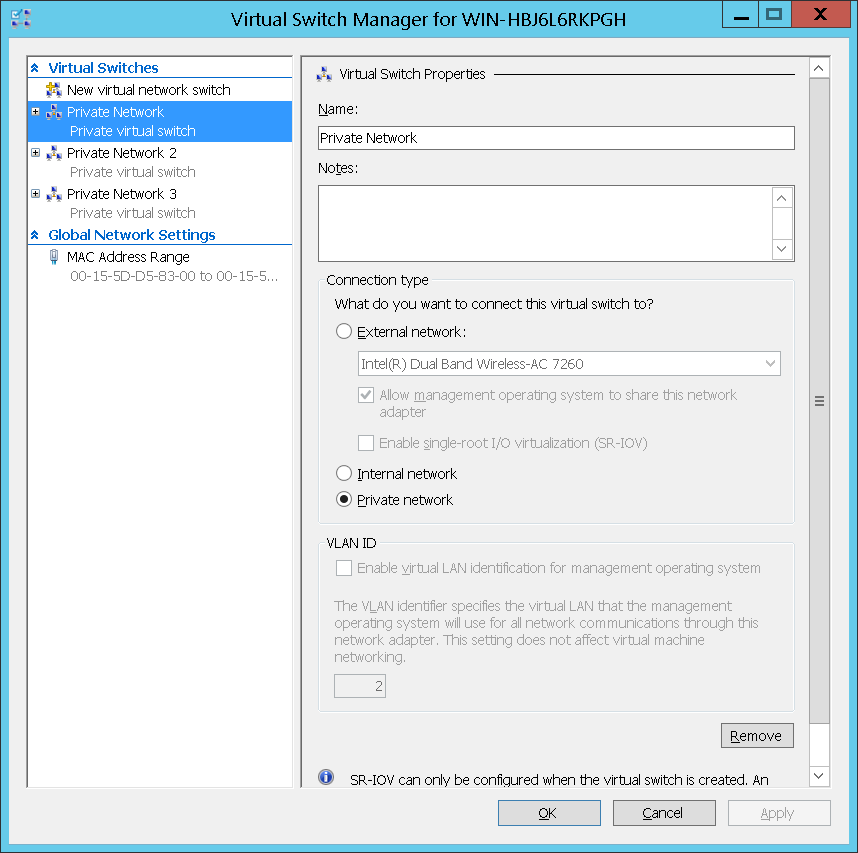 Virtual Switch Manager for WIN-HBJ6L6RKPGH
Virtual Switches
New virtual network switch
Private Network
Private virtual switch
Private Network 2
Private virtual switch
Private Network 3
Private virtual switch
Global Network Settings
MAC Address Range
00-15-5D-D5-83-00 to 00-15-5...
Virtual Switch Properties
Name:
Private Network
Notes:
Connection type
What do you want to connect this virtual switch to?
External network:
Intel(R) Dual Band Wireless-AC 7260
Allow management operating system to share this network
adapter
Enable single-root I/O virtualization (SR-IOV)
Internal network
Private network
VLAN ID
Enable virtual LAN identification for management operating system
The VLAN identifier specifies the virtual LAN that the management
operating system will use for all network communications through this
network adapter. This setting does not affect virtual machine
networking.
2
Remove
SR-IOV can only be configured when the virtual switch is created. An
OK
Cancel
Apply